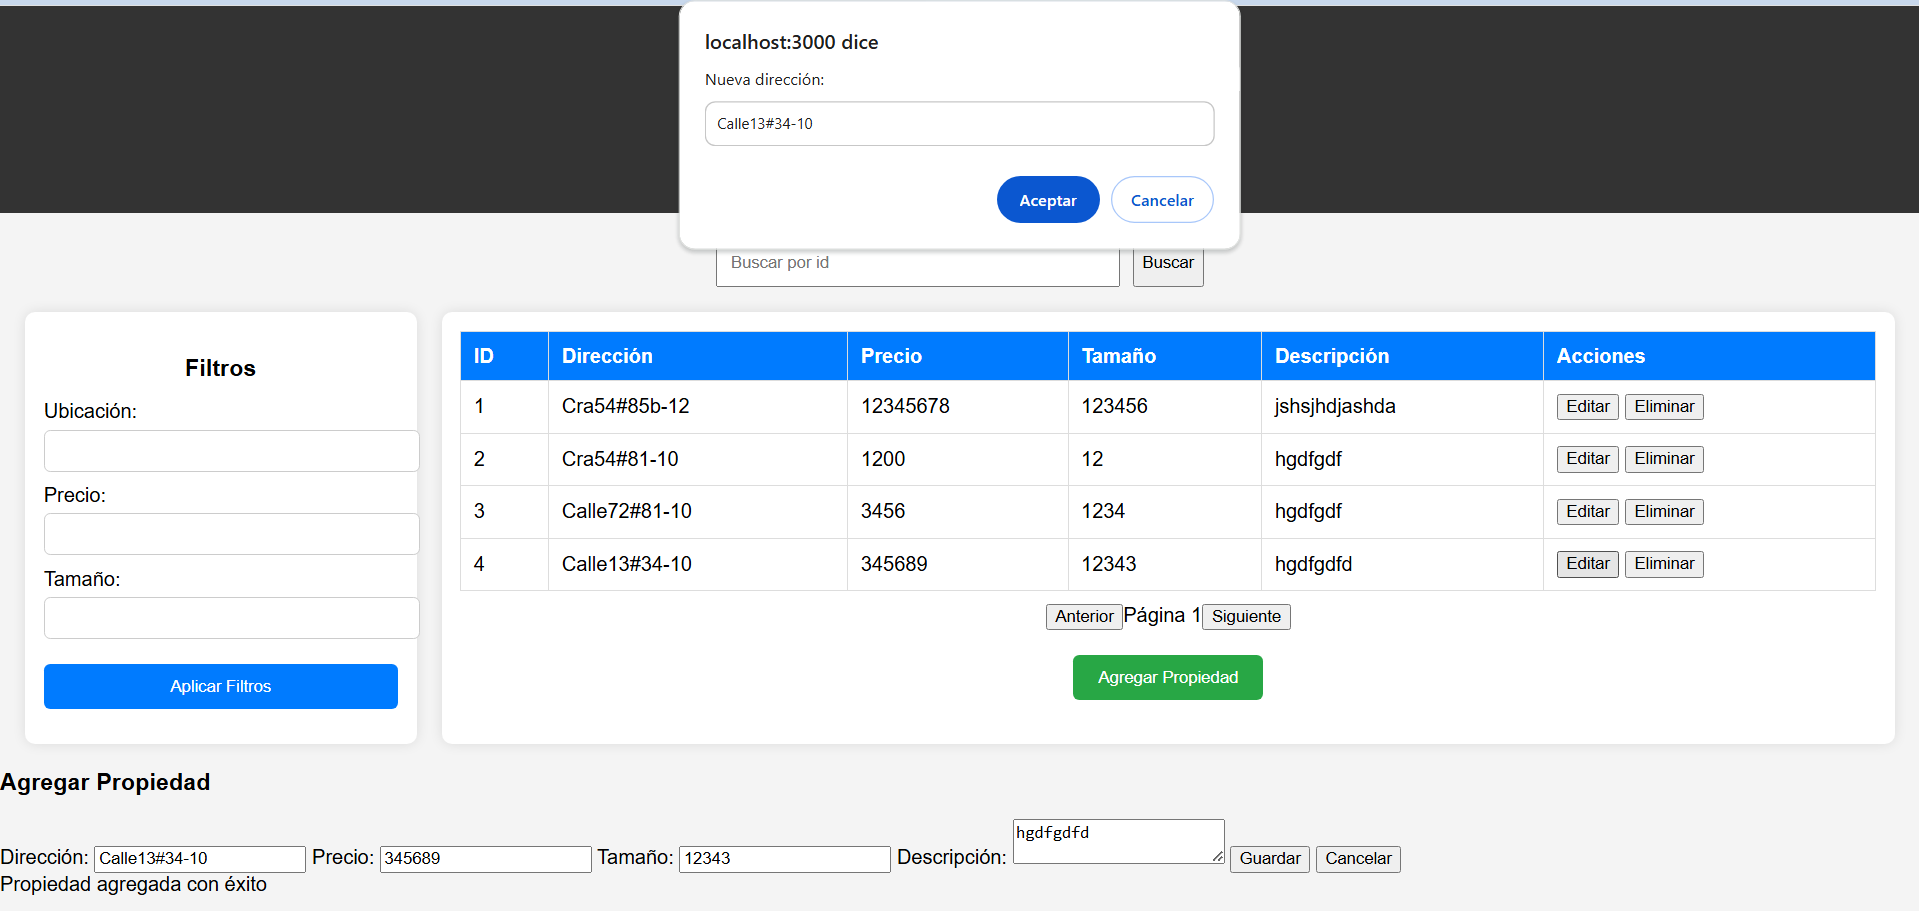 localhost:3000 dice
Nueva dirección:
Calle13#34-10
Aceptar Cancelar
Buscar por id Buscar
Filtros
Ubicación:
Precio:
Tamaño:
Aplicar Filtros
ID Dirección Precio Tamaño Descripción Acciones
1 Cra54#85b-12 12345678 123456 jshsjhdjashda Editar Eliminar
2 Cra54#81-10 1200 12 hgdfgdf Editar Eliminar
3 Calle72#81-10 3456 1234 hgdfgdf Editar Eliminar
4 Calle13#34-10 345689 12343 hgdfgdfd Editar Eliminar
Anterior Página 1 Siguiente
Agregar Propiedad
Agregar Propiedad
Dirección: Calle13#34-10 Precio: 345689 Tamaño: 12343 Descripción: hgdfgdfd Guardar Cancelar
Propiedad agregada con éxito